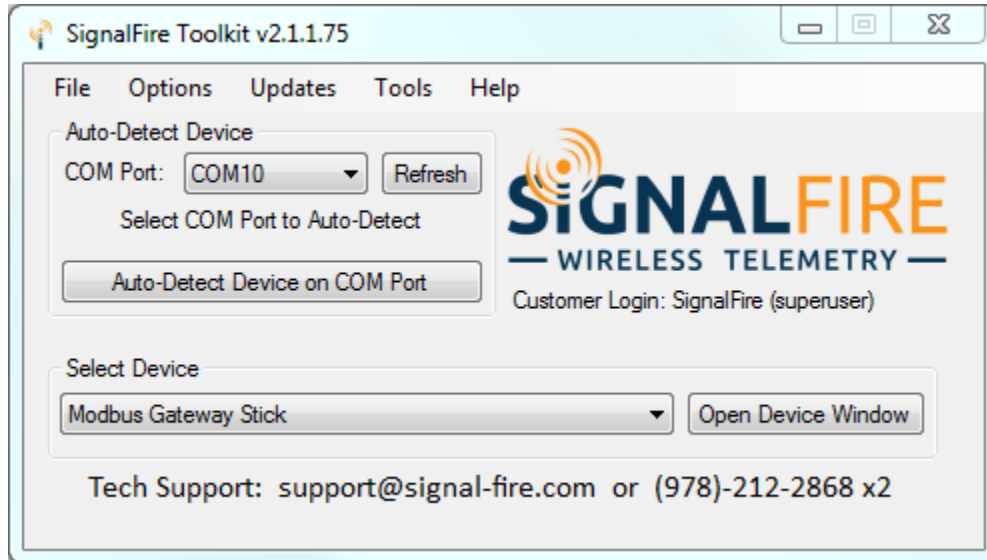 SignalFire Toolkit v2.1.1.75
File Options Updates Tools Help
Auto-Detect Device
COM Port: COM10 Refresh
Select COM Port to Auto-Detect
Auto-Detect Device on COM Port
SIGNALFIRE
WIRELESS TELEMETRY
Customer Login: SignalFire (superuser)
Select Device
Modbus Gateway Stick Open Device Window
Tech Support: support@signal-fire.com or (978)-212-2868 x2